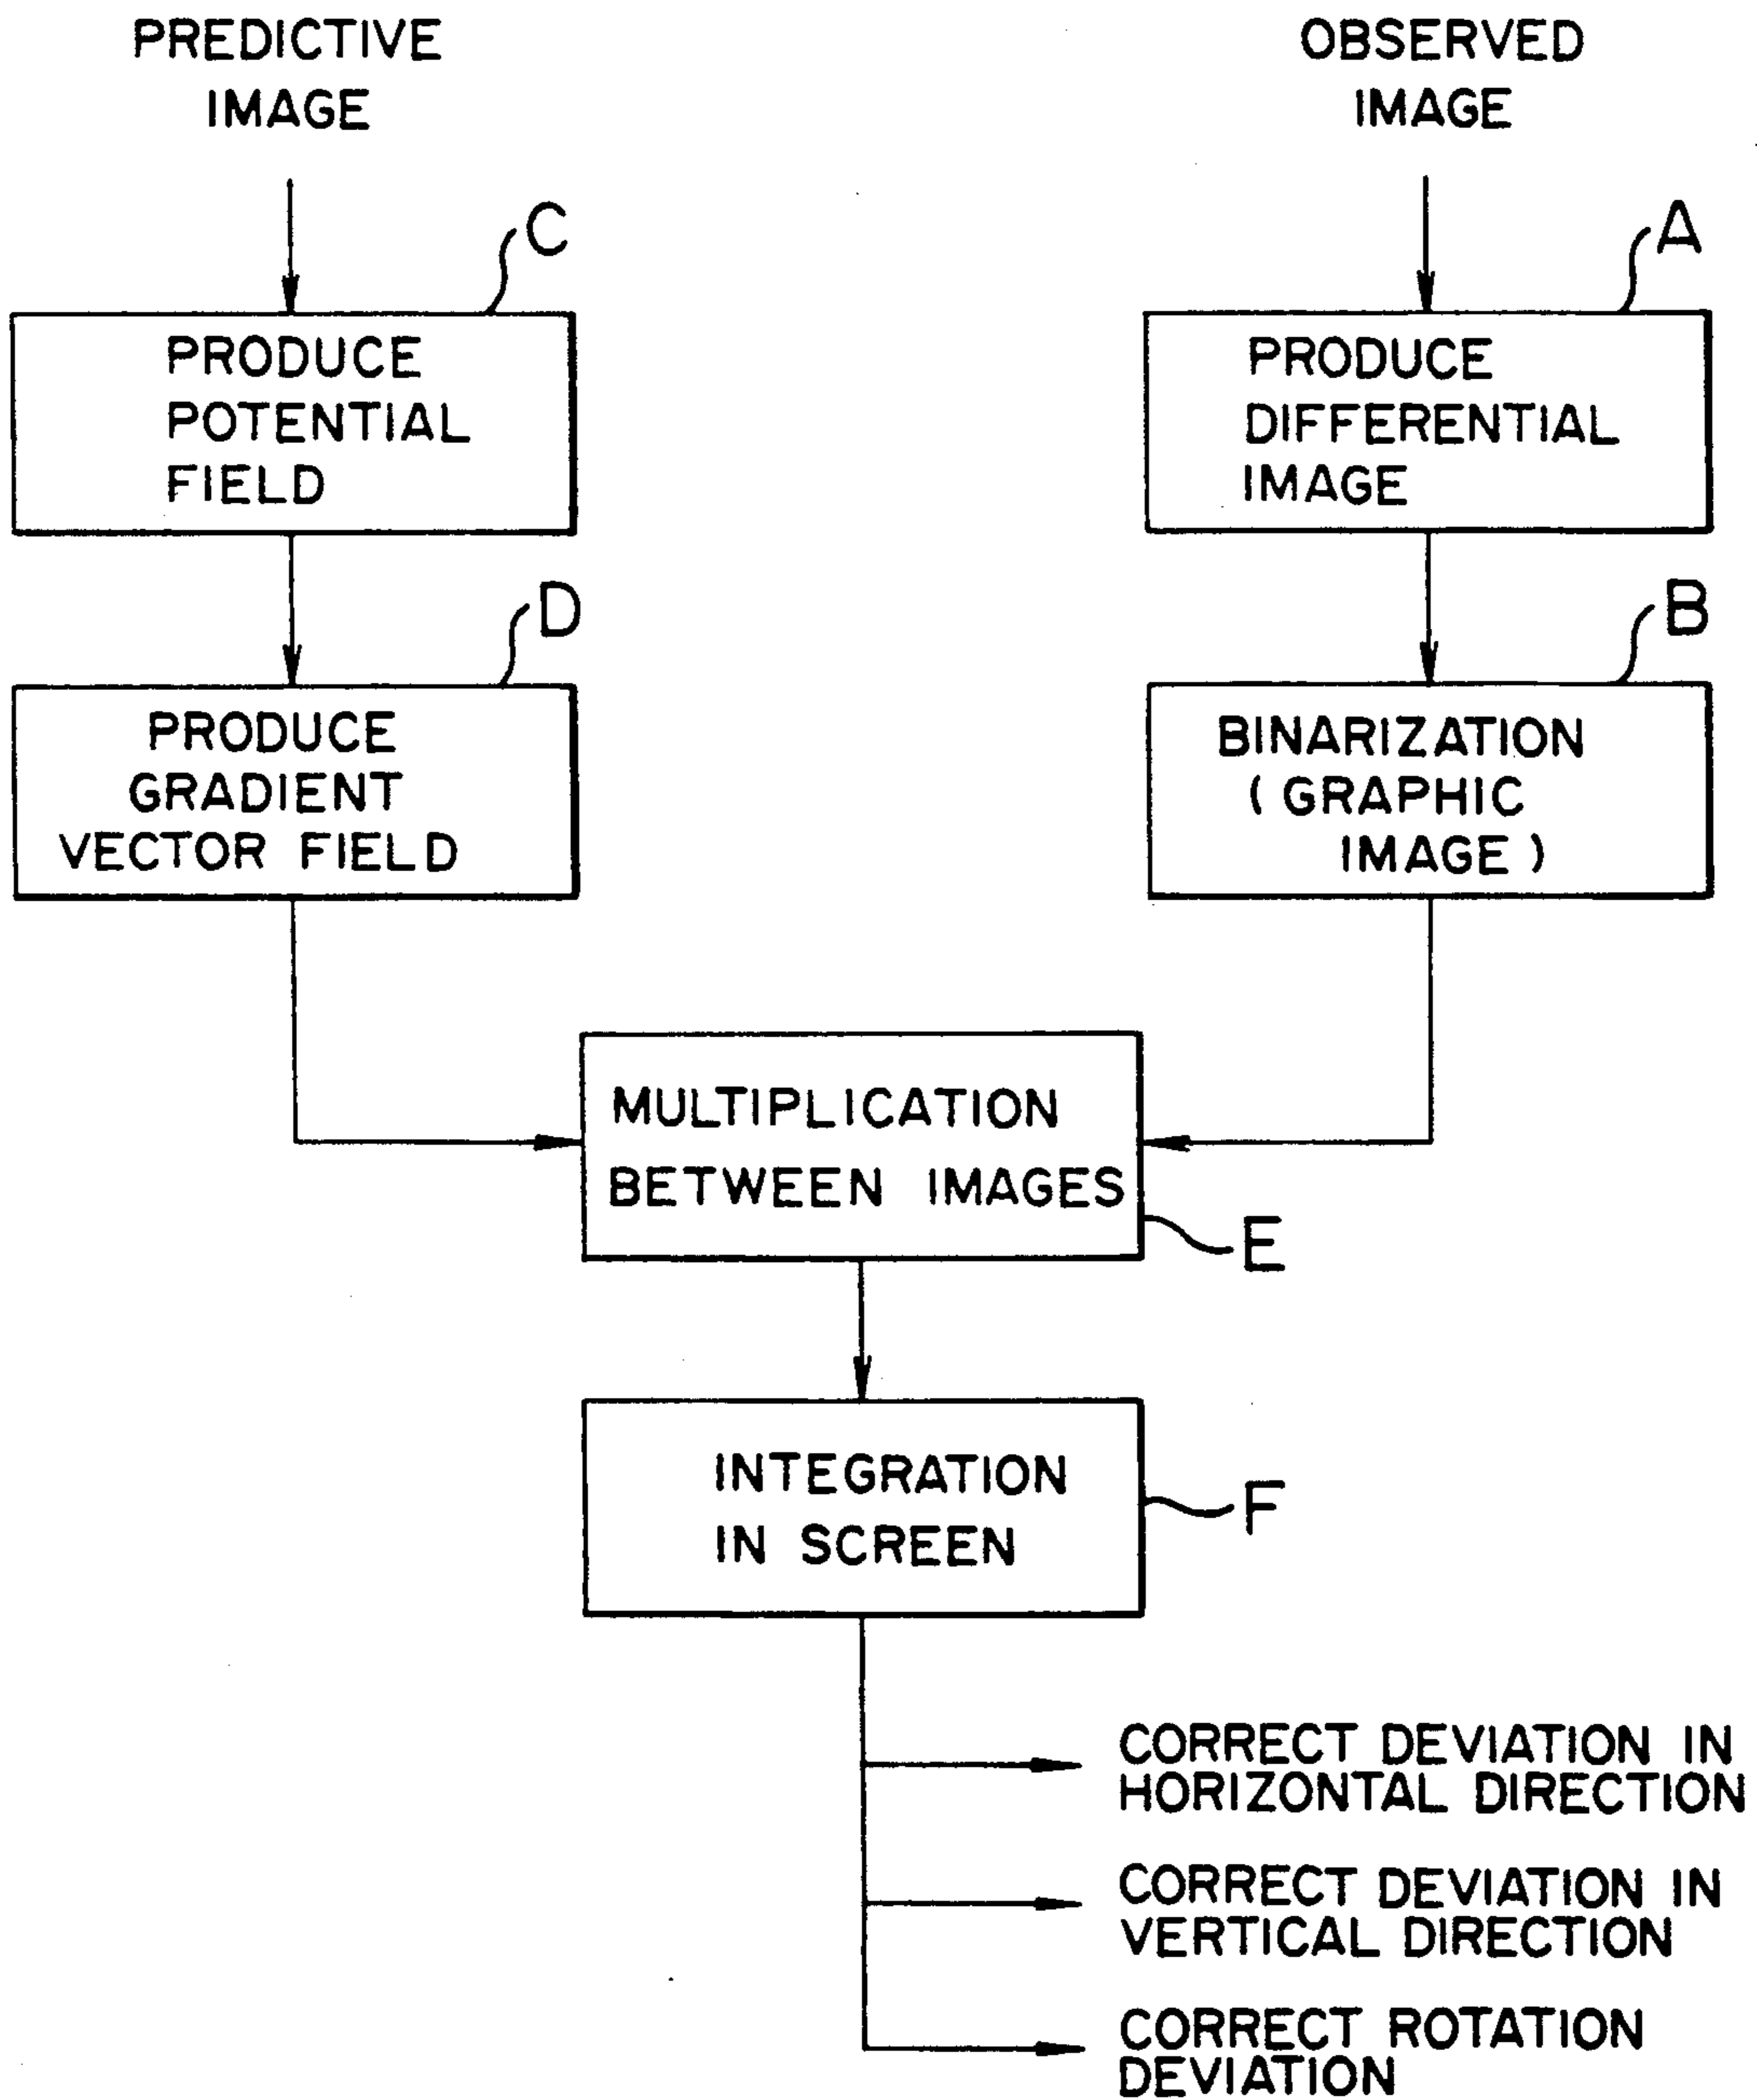 PREDICTIVE
IMAGE
OBSERVED
IMAGE
C
PRODUCE
POTENTIAL
FIELD
A
PRODUCE
DIFFERENTIAL
IMAGE
D
PRODUCE
GRADIENT
VECTOR FIELD
B
BINARIZATION
(GRAPHIC
IMAGE)
MULTIPLICATION
BETWEEN IMAGES
E
INTEGRATION
IN SCREEN
F
CORRECT DEVIATION IN
HORIZONTAL DIRECTION
CORRECT DEVIATION IN
VERTICAL DIRECTION
CORRECT ROTATION
DEVIATION